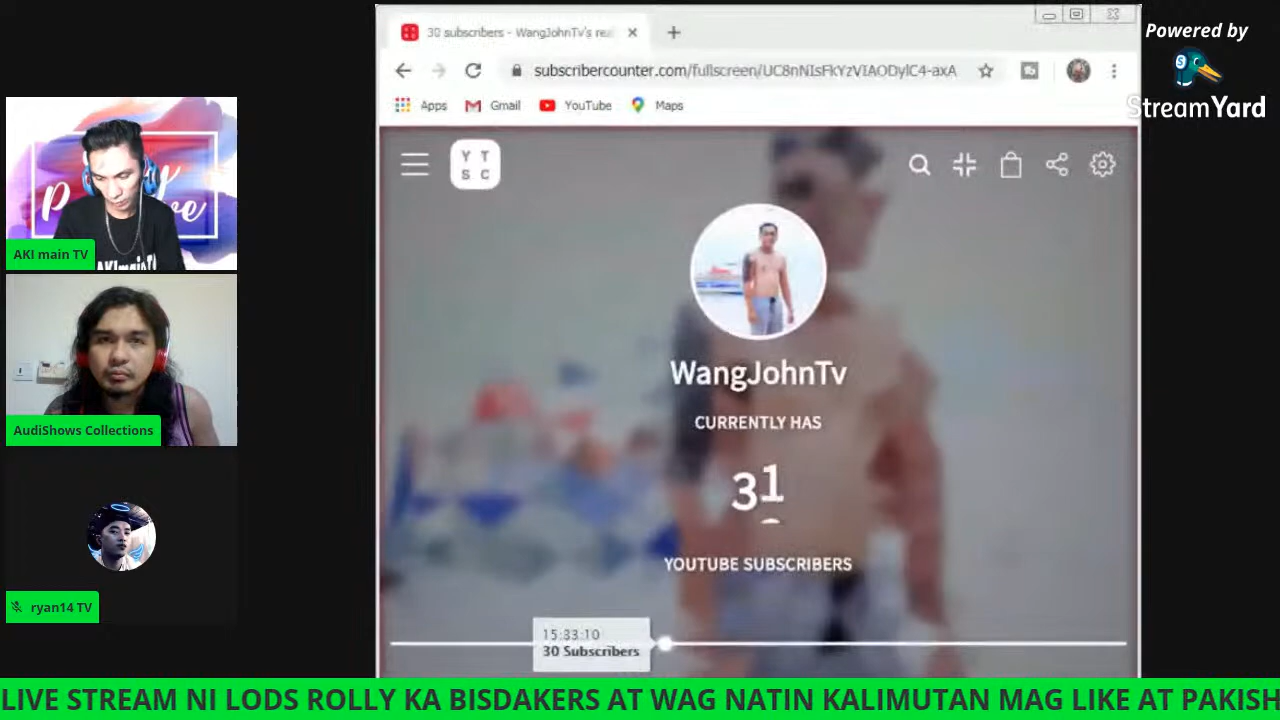 30 subscribers - WangJohnTv's rea
Powered by
StreamYard
subscribercounter.com/fullscreen/UC8nNIsFkYzVIAODylC4-axA
Apps
Gmail
YouTube
Maps
Y T
S C
AKI main TV
WangJohnTv
CURRENTLY HAS
31
YOUTUBE SUBSCRIBERS
AudiShows Collections
ryan14 TV
15:33:10
30 Subscribers
LIVE STREAM NI LODS ROLLY KA BISDAKERS AT WAG NATIN KALIMUTAN MAG LIKE AT PAKISH